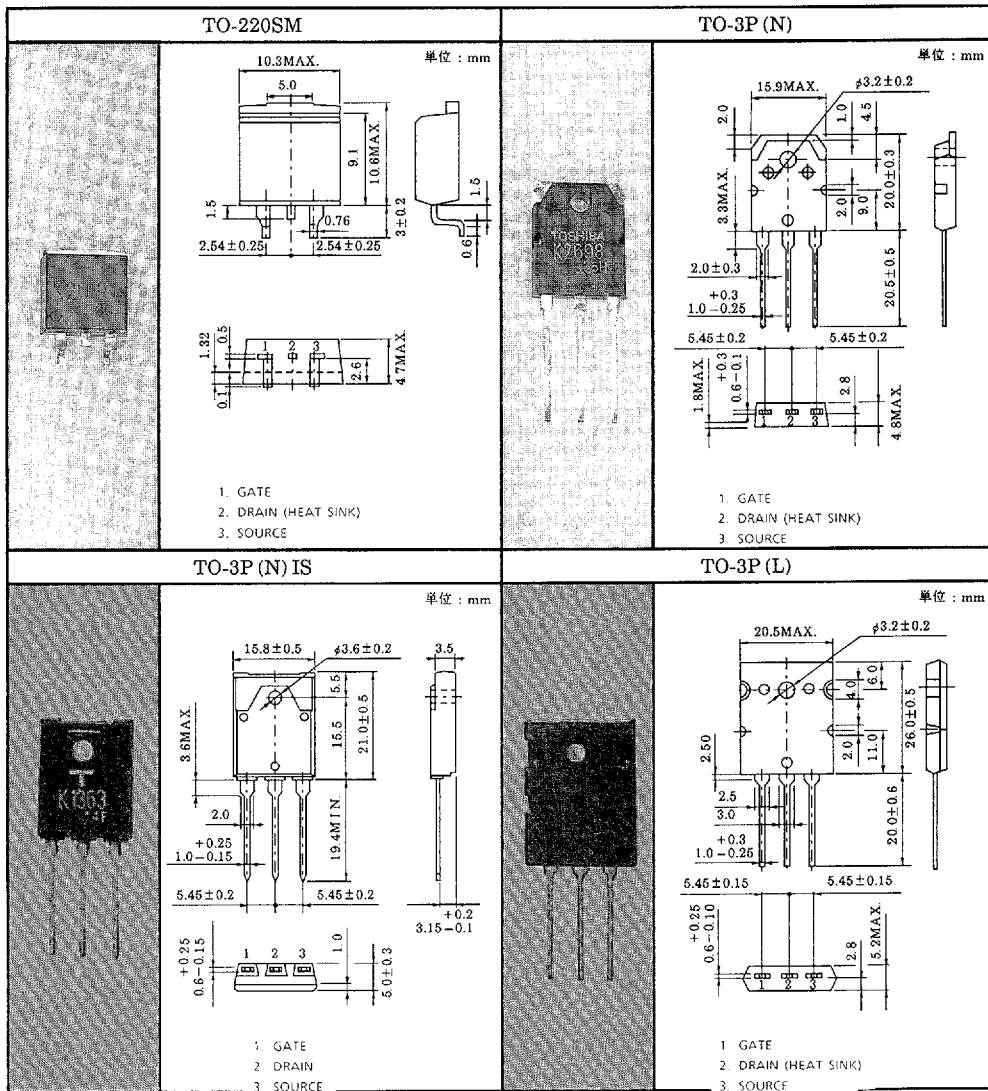 TO-220SM
単位 : mm
10.3MAX.
5.0
9.1
10.6MAX
1.5
0.76
3±0.2
2.54±0.25
2.54±0.25
1.5
0.6
1.32
0.5
0.1
1 2 3
2.6
4.7MAX.
1. GATE
2. DRAIN (HEAT SINK)
3. SOURCE
TO-3P (N)
単位 : mm
TOSHIBA
15.9MAX.
φ3.2±0.2
2.0
1.0
4.5
3.3MAX.
2.0
9.0
20.0±0.3
2.0±0.3
+0.3
1.0-0.25
20.5±0.5
5.45±0.2
5.45±0.2
1.8MAX.
+0.3
0.6-0.1
1 2 3
2.8
4.8MAX.
1. GATE
2. DRAIN (HEAT SINK)
3. SOURCE
TO-3P (N) IS
単位 : mm
K1363
15.8±0.5
φ3.6±0.2
3.5
5.5
15.5
21.0±0.5
3.6MAX.
2.0
+0.25
1.0-0.15
19.4MIN.
5.45±0.2
5.45±0.2
+0.2
3.15-0.1
+0.25
0.6-0.15
1 2 3
1.0
5.0±0.3
1. GATE
2 DRAIN
3 SOURCE
TO-3P (L)
単位 : mm
20.5MAX.
φ3.2±0.2
6.0
4.0
2.0
11.0
26.0±0.5
2.50
2.5
3.0
+0.3
1.0-0.25
20.0±0.6
5.45±0.15
5.45±0.15
+0.25
0.6-0.10
1 2 3
2.8
5.2MAX.
1 GATE
2. DRAIN (HEAT SINK)
3. SOURCE